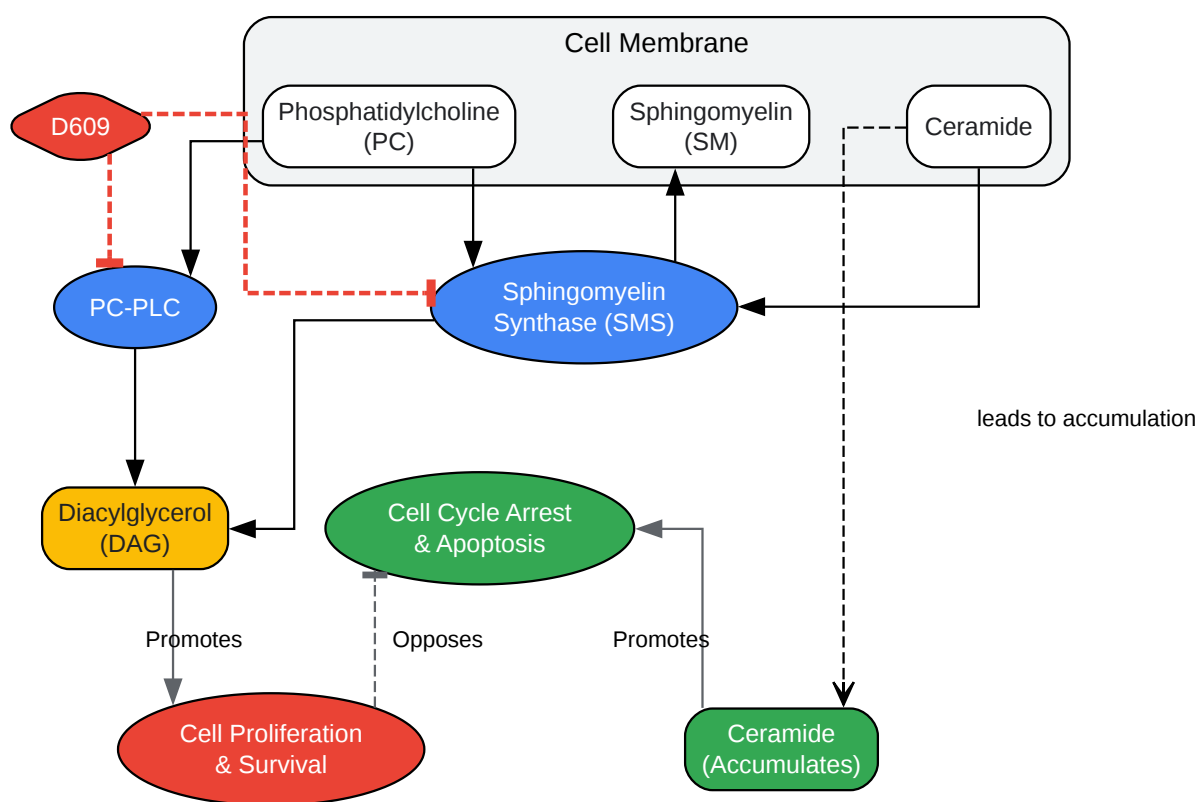 Cell Membrane
D609
Phosphatidylcholine
(PC)
Sphingomyelin
(SM)
Ceramide
PC-PLC
Sphingomyelin
Synthase (SMS)
leads to accumulation
Diacylglycerol
(DAG)
Cell Cycle Arrest
& Apoptosis
Promotes
Opposes
Promotes
Cell Proliferation
& Survival
Ceramide
(Accumulates)